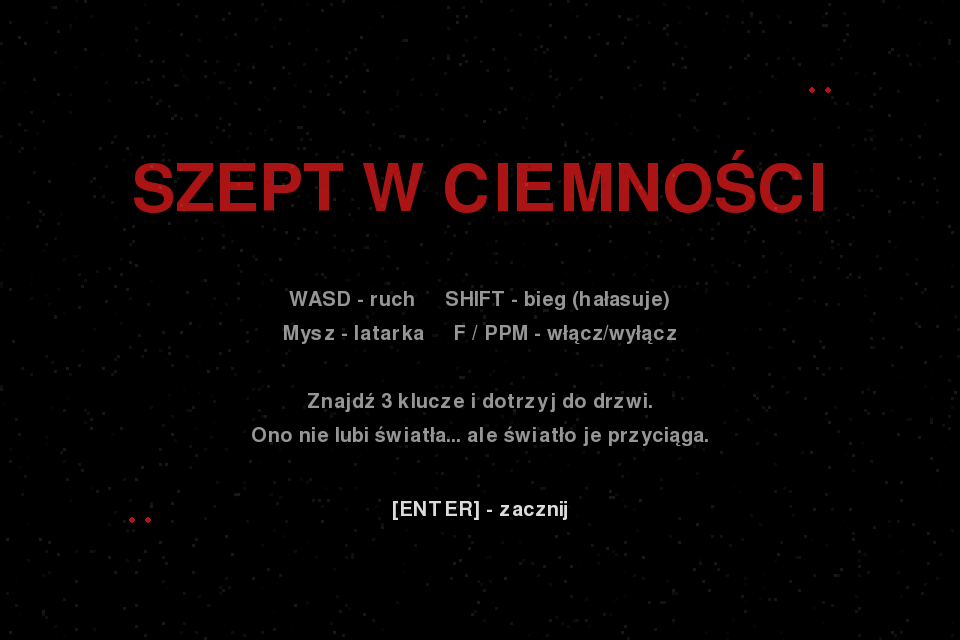 SZEPT W CIEMNOŚCI
WASD - ruch SHIFT - bieg (hałasuje)
Mysz - latarka F / PPM - włącz/wyłącz
Znajdź 3 klucze i dotrzyj do drzwi.
Ono nie lubi światła... ale światło je przyciąga.
[ENTER] - zacznij